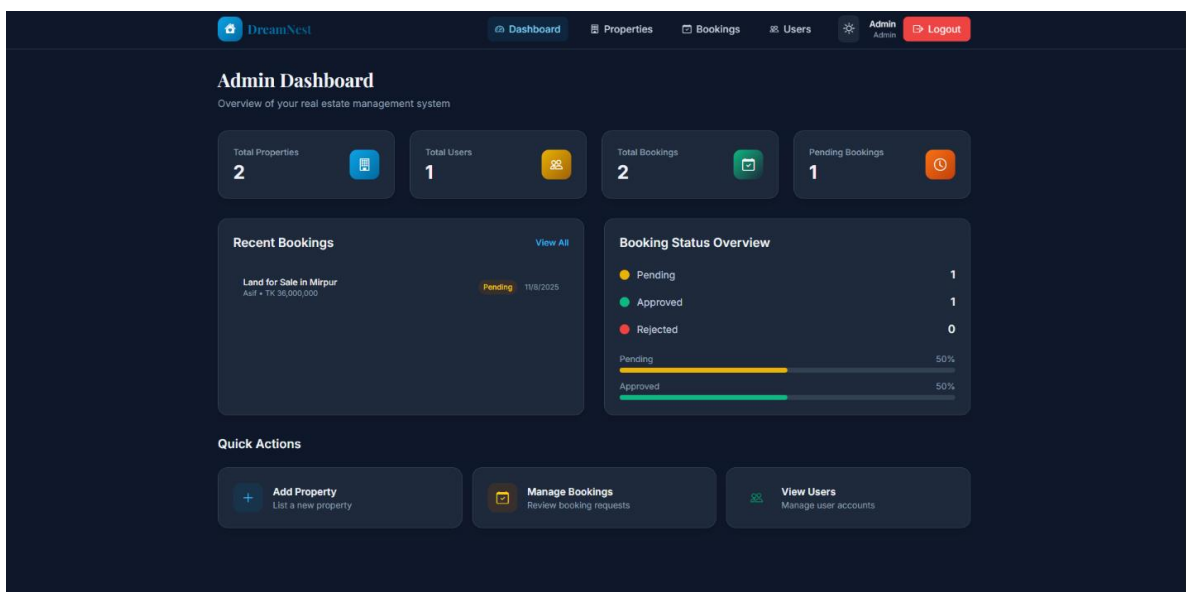 DreamNest
Dashboard
Properties
Bookings
Users
Admin
Admin
Logout
Admin Dashboard
Overview of your real estate management system
Total Properties
2
Total Users
1
Total Bookings
2
Pending Bookings
1
Recent Bookings
View All
Land for Sale in Mirpur
Asif • TK 36,000,000
Pending
11/8/2025
Booking Status Overview
Pending 1
Approved 1
Rejected 0
Pending 50%
Approved 50%
Quick Actions
Add Property
List a new property
Manage Bookings
Review booking requests
View Users
Manage user accounts